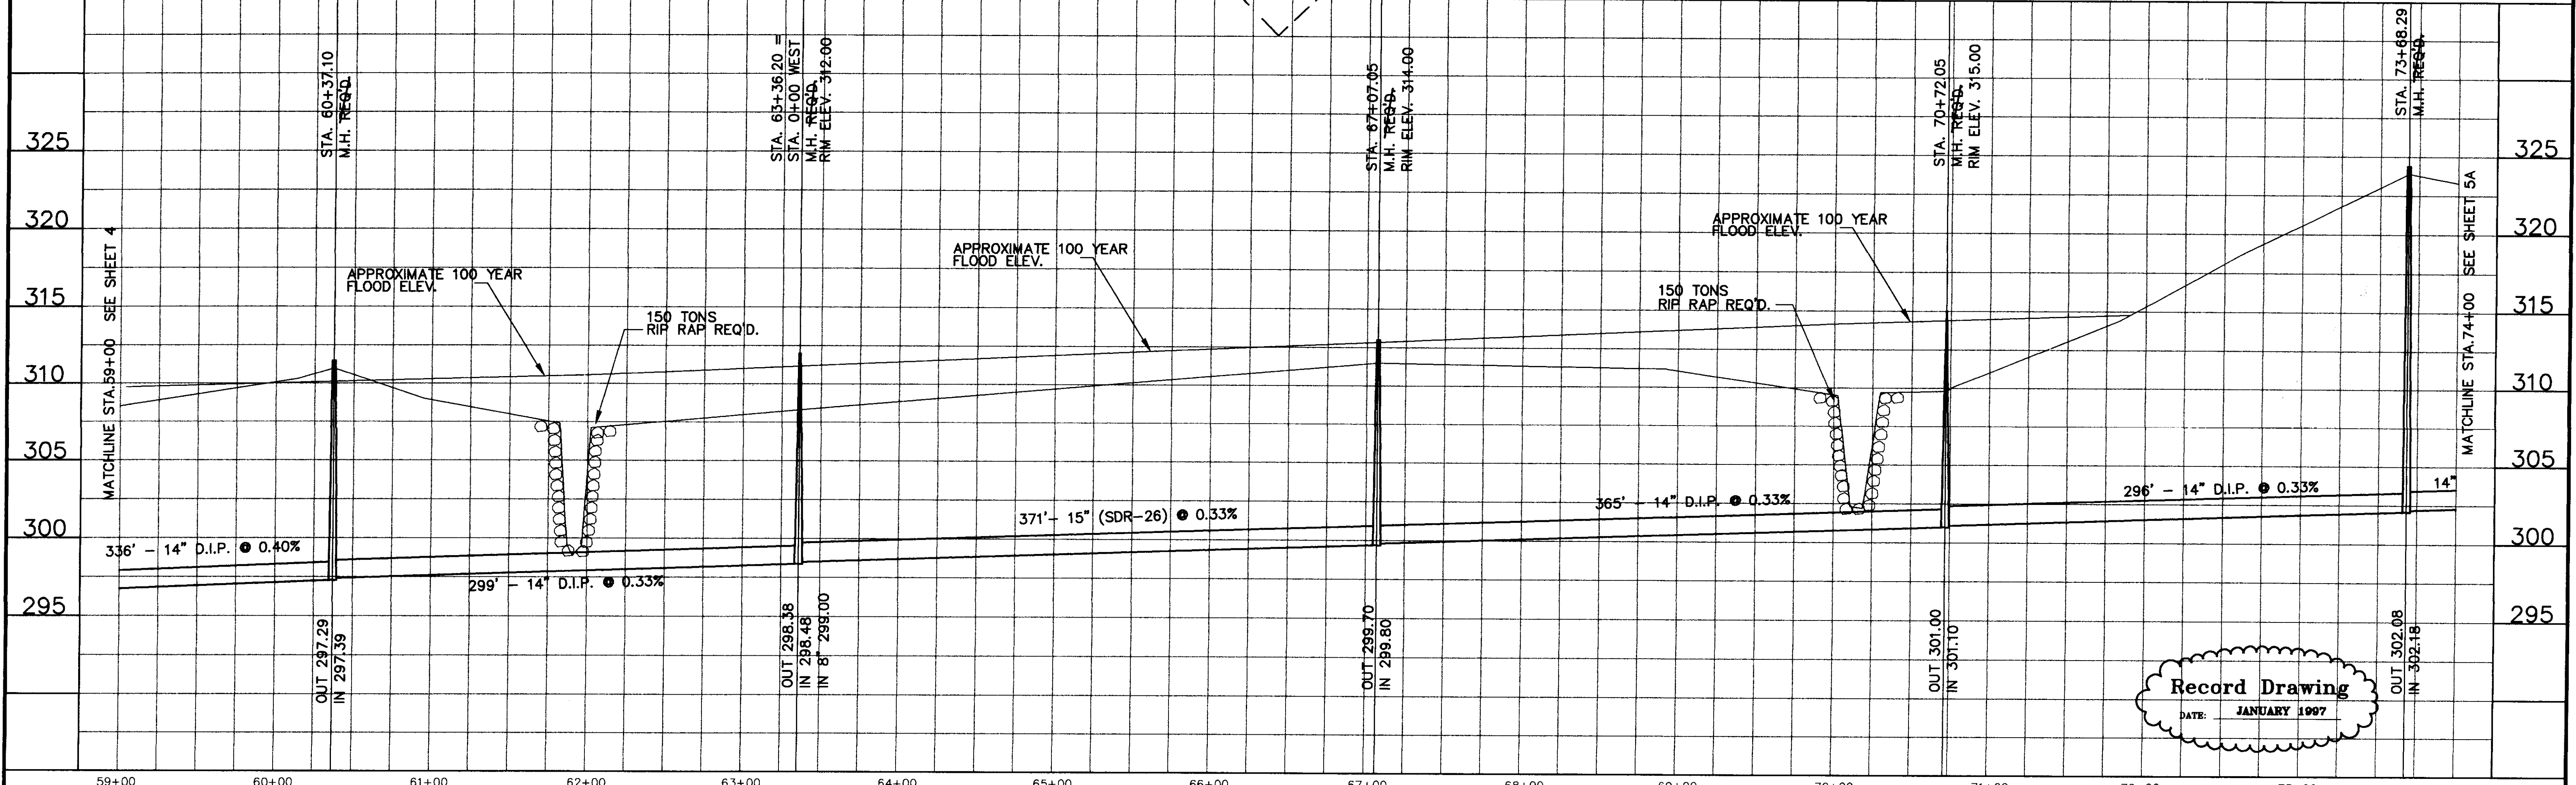 STA. 60+37.10
M.H. REQ'D.
STA. 63+36.20 =
STA. 0+00 WEST
M.H. REQ'D.
RIM ELEV. 312.00
STA. 67+07.05
M.H. REQ'D.
RIM ELEV. 314.00
STA. 70+72.05
M.H. REQ'D.
RIM ELEV. 315.00
STA. 73+68.29
M.H. REQ'D.
325
320
315
310
305
300
295
325
320
315
310
305
300
295
MATCHLINE STA.59+00 SEE SHEET 4
APPROXIMATE 100 YEAR
FLOOD ELEV.
150 TONS
RIP RAP REQ'D.
APPROXIMATE 100 YEAR
FLOOD ELEV.
150 TONS
RIP RAP REQ'D.
APPROXIMATE 100 YEAR
FLOOD ELEV.
MATCHLINE STA.74+00 SEE SHEET 5A
336' – 14" D.I.P. @ 0.40%
299' – 14" D.I.P. @ 0.33%
371'– 15" (SDR–26) @ 0.33%
365' – 14" D.I.P. @ 0.33%
296' – 14" D.I.P. @ 0.33%
14"
OUT 297.29
IN 297.39
OUT 298.38
IN 298.48
IN 8" 299.00
OUT 299.70
IN 299.80
OUT 301.00
IN 301.10
OUT 302.08
IN 302.18
Record Drawing
DATE: JANUARY 1997
59+00 60+00 61+00 62+00 63+00 64+00 65+00 66+00 67+00 68+00